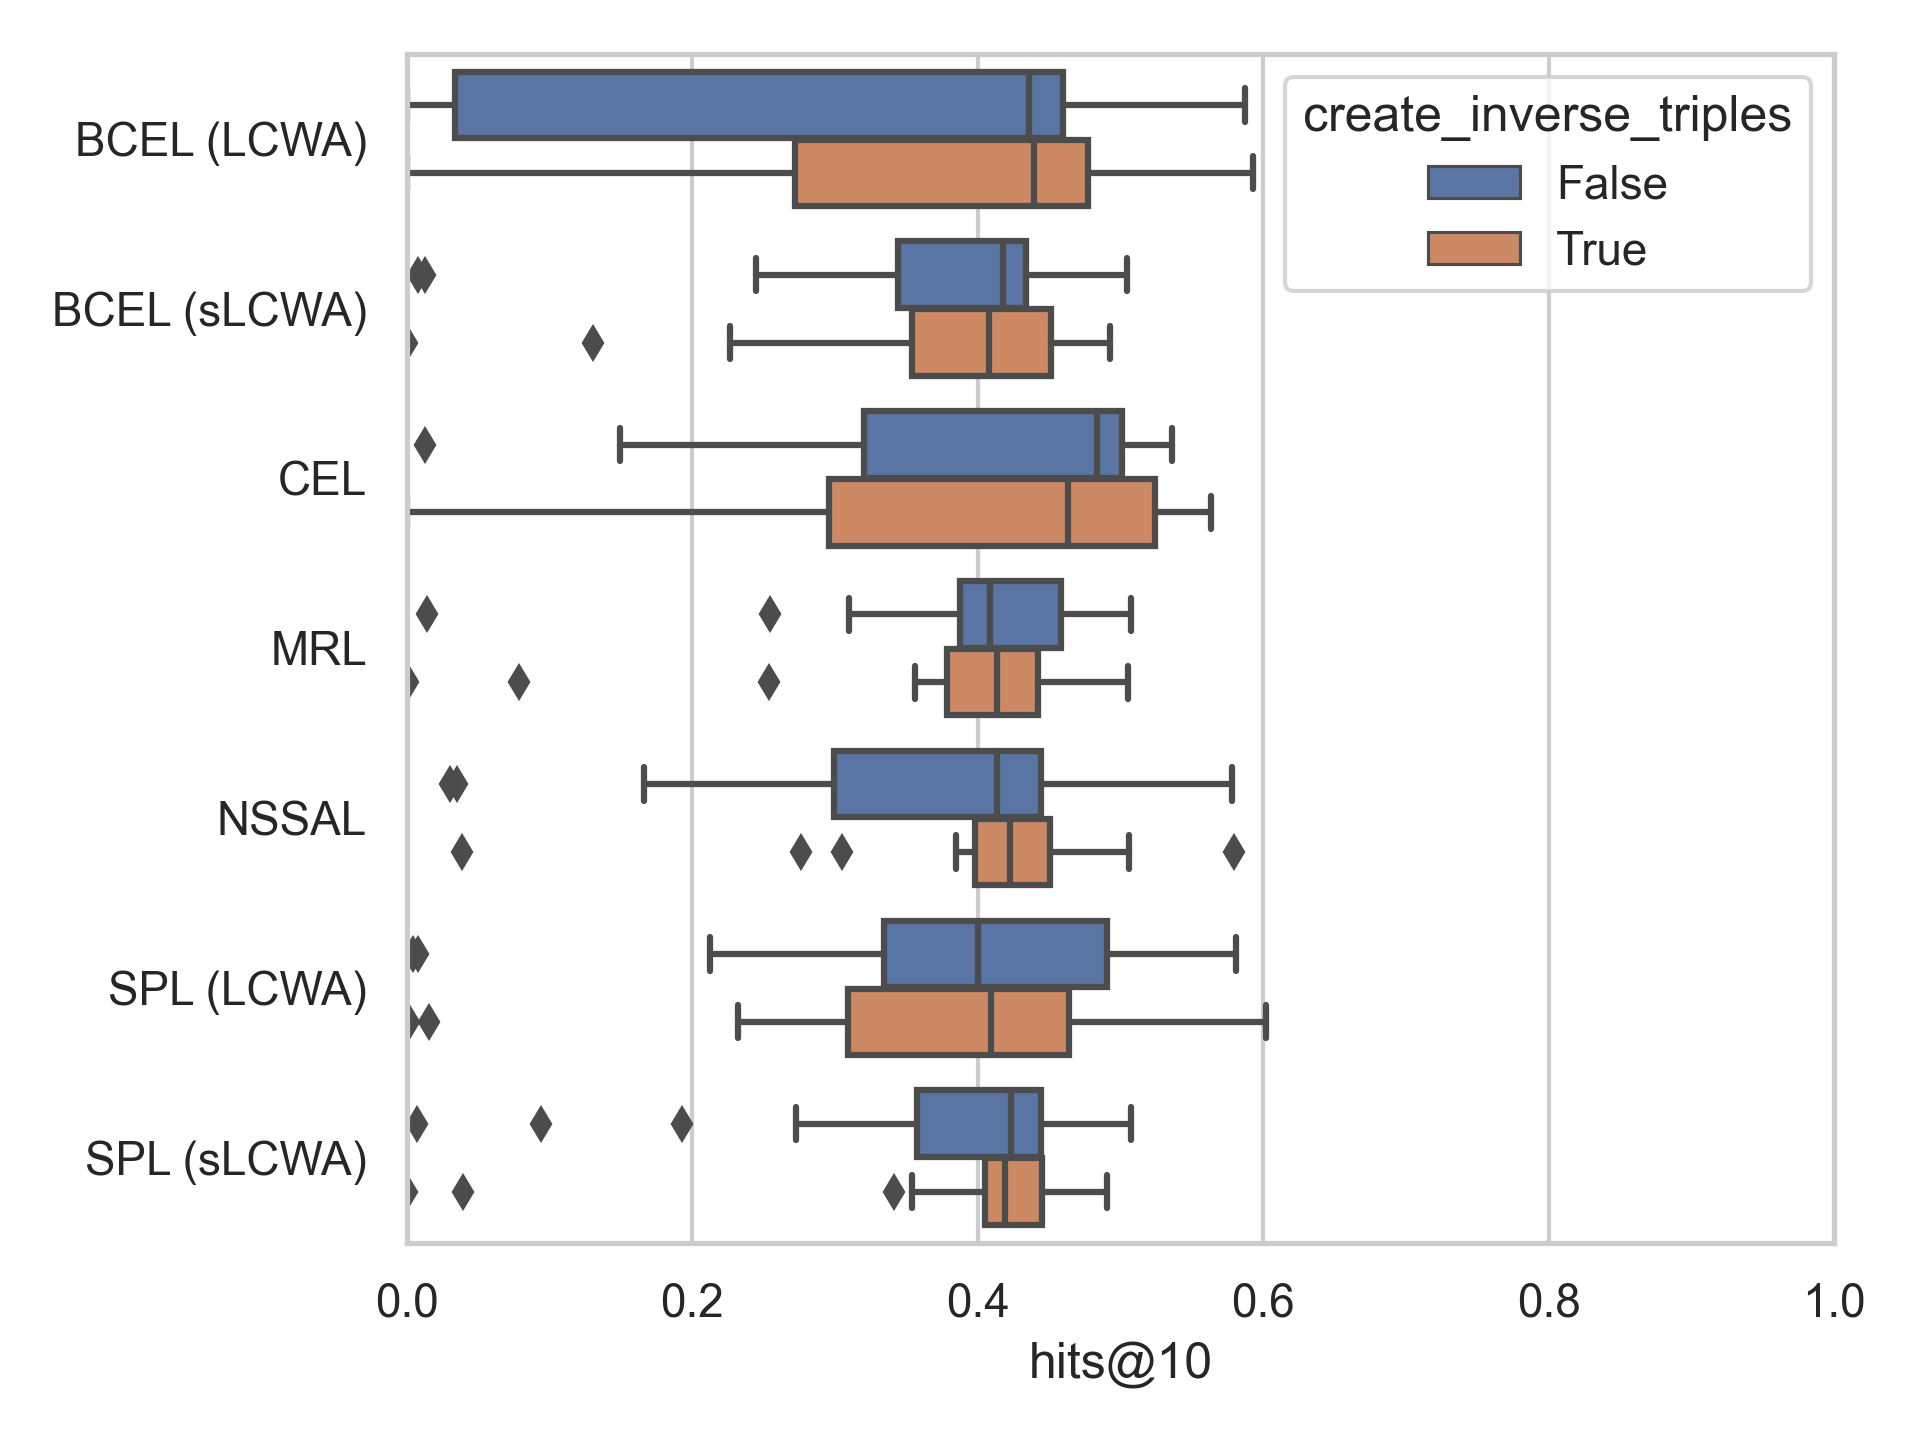 create_inverse_triples
False
True
BCEL (LCWA)
BCEL (sLCWA)
CEL
MRL
NSSAL
SPL (LCWA)
SPL (sLCWA)
0.0 0.2 0.4 0.6 0.8 1.0
hits@10